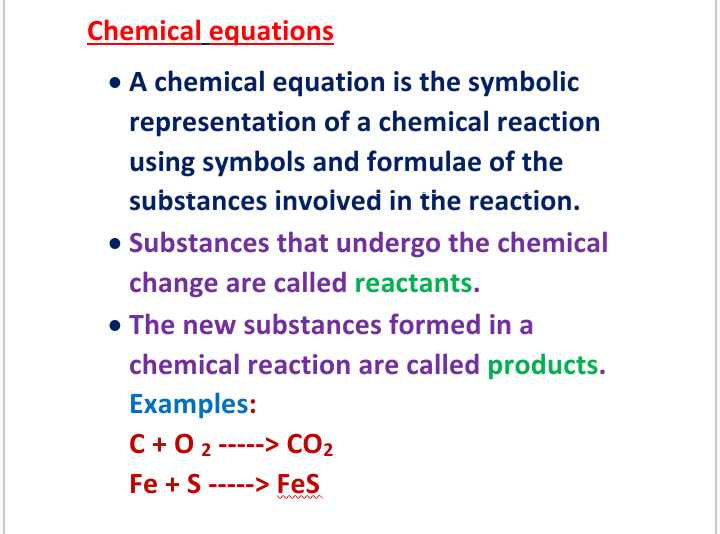 Chemical equations
• A chemical equation is the symbolic
representation of a chemical reaction
using symbols and formulae of the
substances involved in the reaction.
• Substances that undergo the chemical
change are called reactants.
• The new substances formed in a
chemical reaction are called products.
Examples:
C + O ₂ -----> CO₂
Fe + S -----> FeS